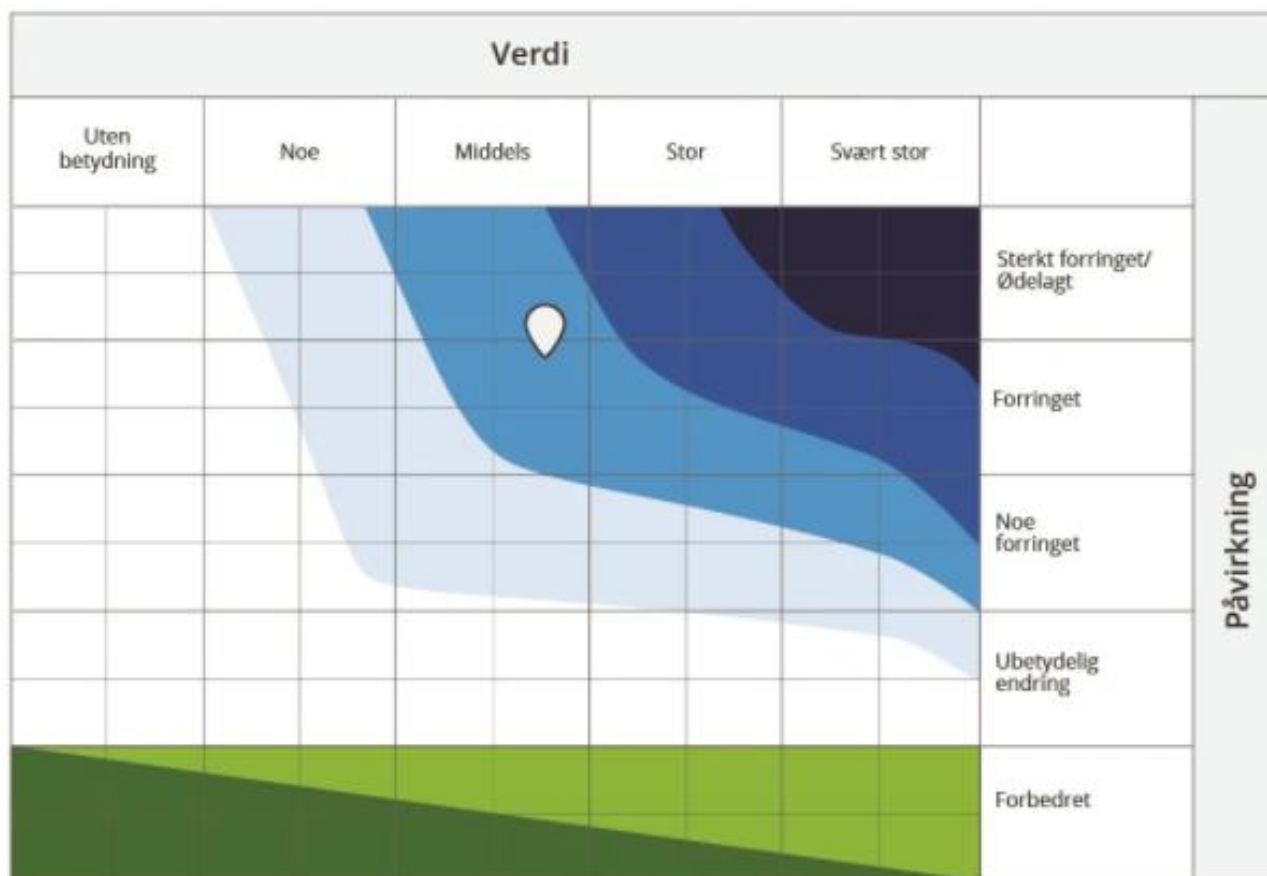 Verdi
Uten
betydning
Noe
Middels
Stor
Svært stor
Sterkt forringet/
Ødelagt
Forringet
Noe
forringet
Ubetydelig
endring
Forbedret
Påvirkning